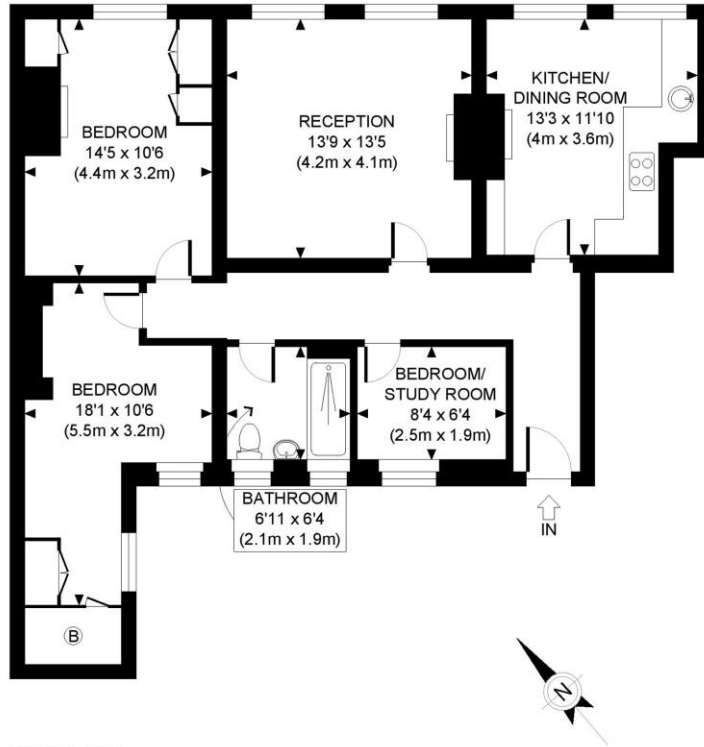 BEDROOM
14'5 x 10'6
(4.4m x 3.2m)
RECEPTION
13'9 x 13'5
(4.2m x 4.1m)
KITCHEN/
DINING ROOM
13'3 x 11'10
(4m x 3.6m)
BEDROOM
18'1 x 10'6
(5.5m x 3.2m)
BEDROOM/
STUDY ROOM
8'4 x 6'4
(2.5m x 1.9m)
BATHROOM
6'11 x 6'4
(2.1m x 1.9m)
IN
B
N